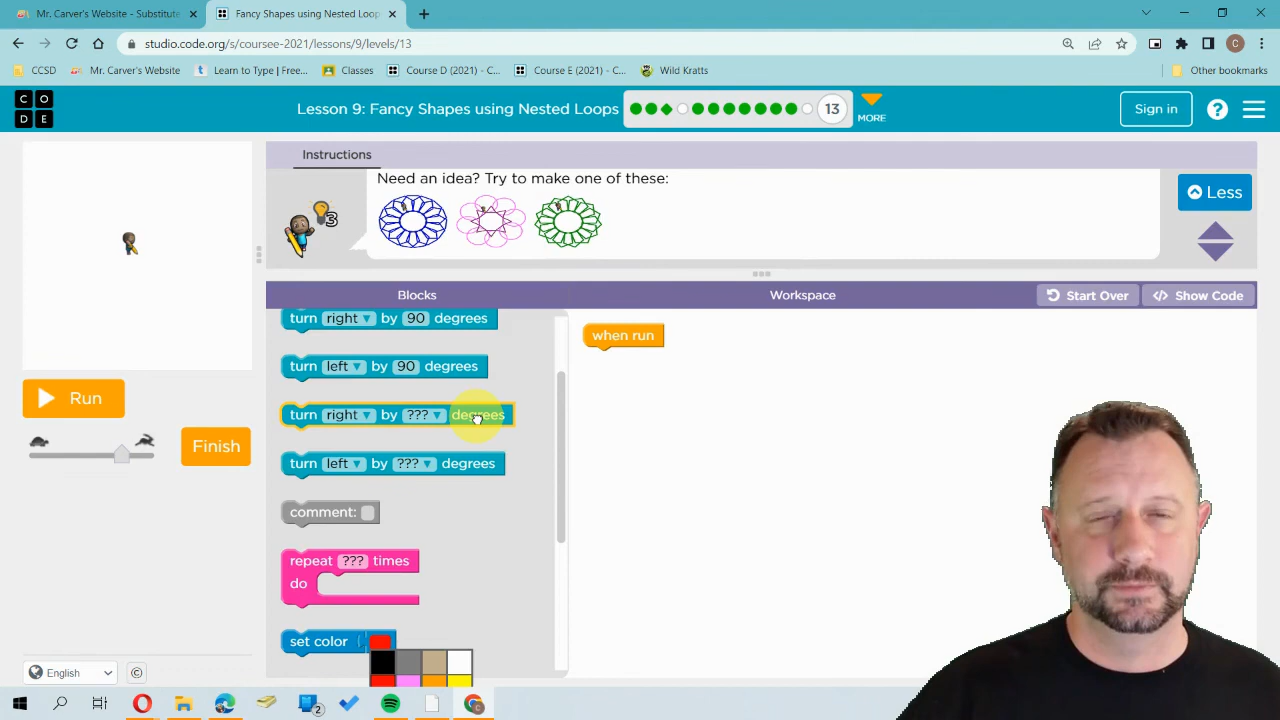 Mr. Carver's Website - Substitute
Fancy Shapes using Nested Loop
studio.code.org/s/coursee-2021/lessons/9/levels/13
C
CCSD
Mr. Carver's Website
Learn to Type | Free...
Classes
Course D (2021) - C...
Course E (2021) - C...
Wild Kratts
Other bookmarks
C O
D E
Lesson 9: Fancy Shapes using Nested Loops
13
MORE
Sign in
?
Instructions
Need an idea? Try to make one of these:
3
Less
Blocks
Workspace
Start Over
Show Code
turn right by 90 degrees
when run
turn left by 90 degrees
Run
turn right by ??? degrees
Finish
turn left by ??? degrees
comment:
repeat ??? times
do
set color
English
©
2